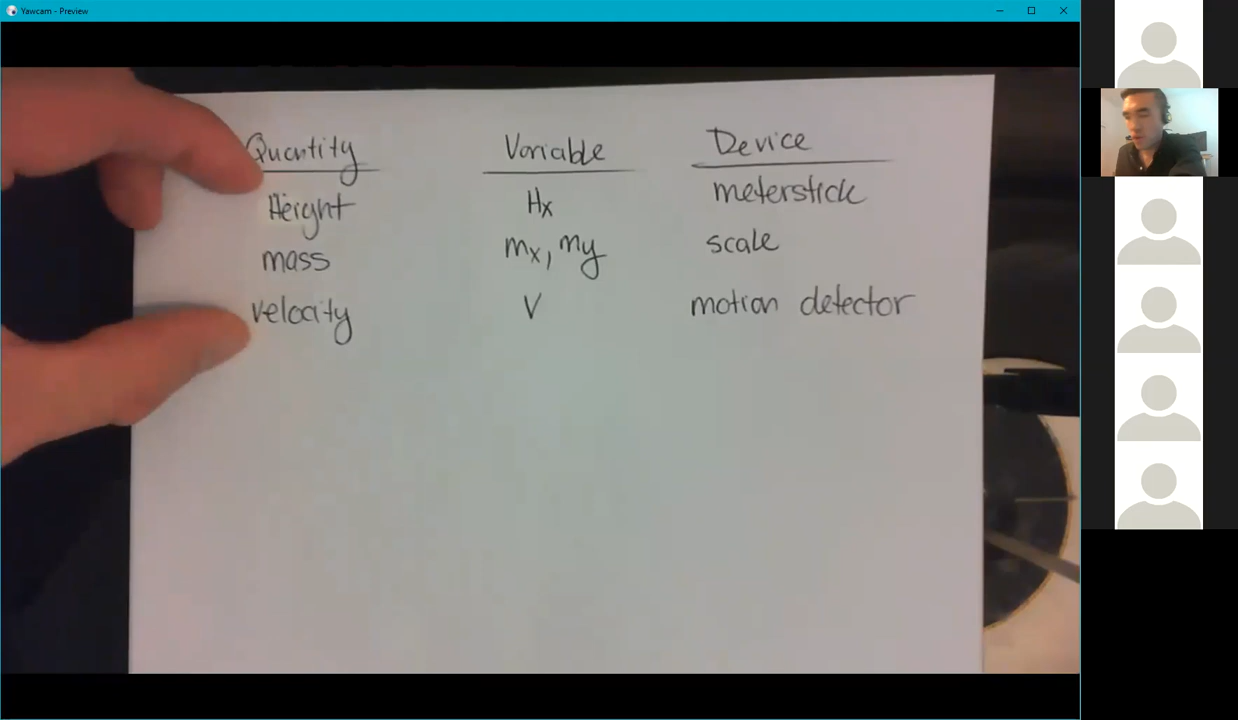 Yawcam - Preview
Quantity Variable Device
Height Hx meterstick
mass mx, my scale
velocity V motion detector